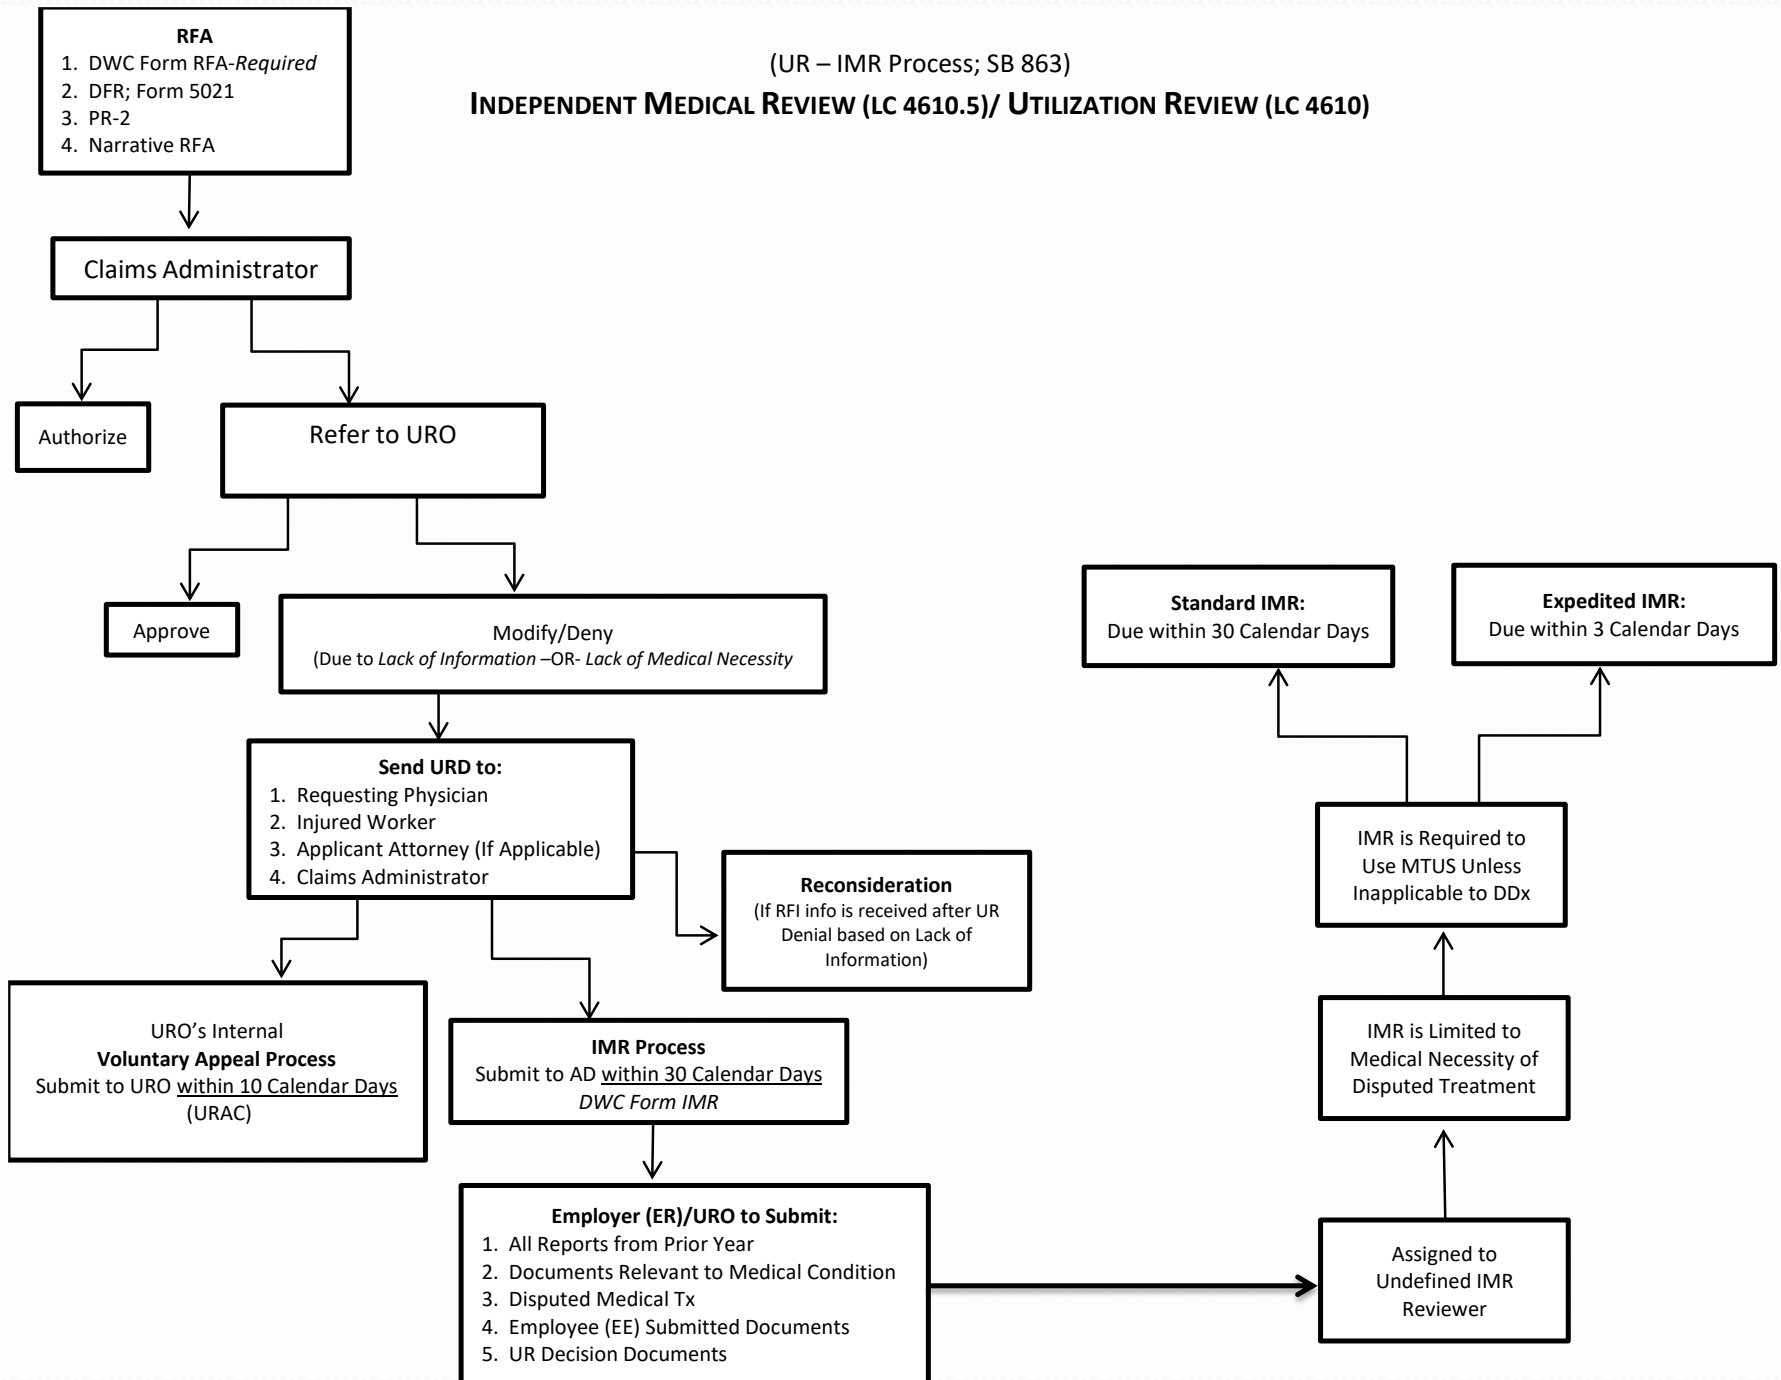 RFA
1. DWC Form RFA-Required
2. DFR; Form 5021
3. PR-2
4. Narrative RFA
(UR – IMR Process; SB 863)
INDEPENDENT MEDICAL REVIEW (LC 4610.5)/ UTILIZATION REVIEW (LC 4610)
Claims Administrator
Authorize
Refer to URO
Approve
Modify/Deny
(Due to Lack of Information –OR- Lack of Medical Necessity
Send URD to:
1. Requesting Physician
2. Injured Worker
3. Applicant Attorney (If Applicable)
4. Claims Administrator
Reconsideration
(If RFI info is received after UR
Denial based on Lack of
Information)
URO’s Internal
Voluntary Appeal Process
Submit to URO within 10 Calendar Days
(URAC)
IMR Process
Submit to AD within 30 Calendar Days
DWC Form IMR
Employer (ER)/URO to Submit:
1. All Reports from Prior Year
2. Documents Relevant to Medical Condition
3. Disputed Medical Tx
4. Employee (EE) Submitted Documents
5. UR Decision Documents
Assigned to
Undefined IMR
Reviewer
IMR is Limited to
Medical Necessity of
Disputed Treatment
IMR is Required to
Use MTUS Unless
Inapplicable to DDx
Standard IMR:
Due within 30 Calendar Days
Expedited IMR:
Due within 3 Calendar Days